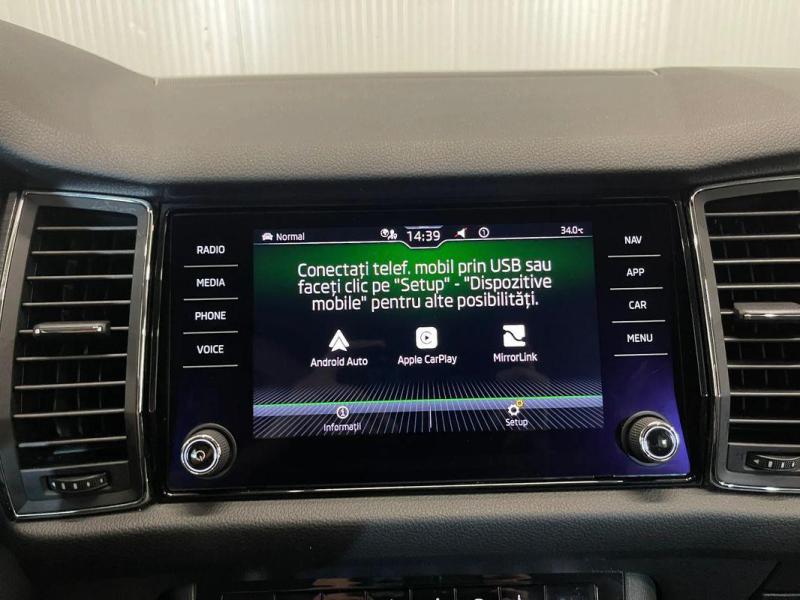 Normal
14:39
34.0°c
RADIO
MEDIA
PHONE
VOICE
Conectați telef. mobil prin USB sau
faceți clic pe "Setup" - "Dispozitive
mobile" pentru alte posibilități.
Android Auto
Apple CarPlay
MirrorLink
Informații
Setup
NAV
APP
CAR
MENU